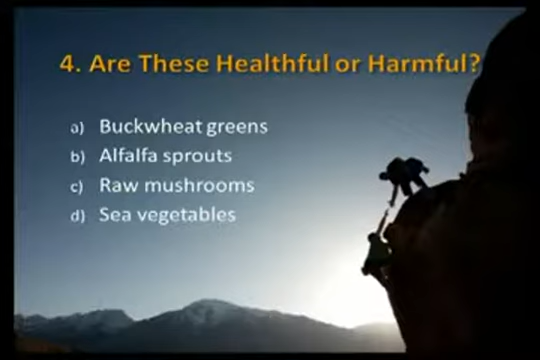 4. Are These Healthful or Harmful?
a) Buckwheat greens
b) Alfalfa sprouts
c) Raw mushrooms
d) Sea vegetables